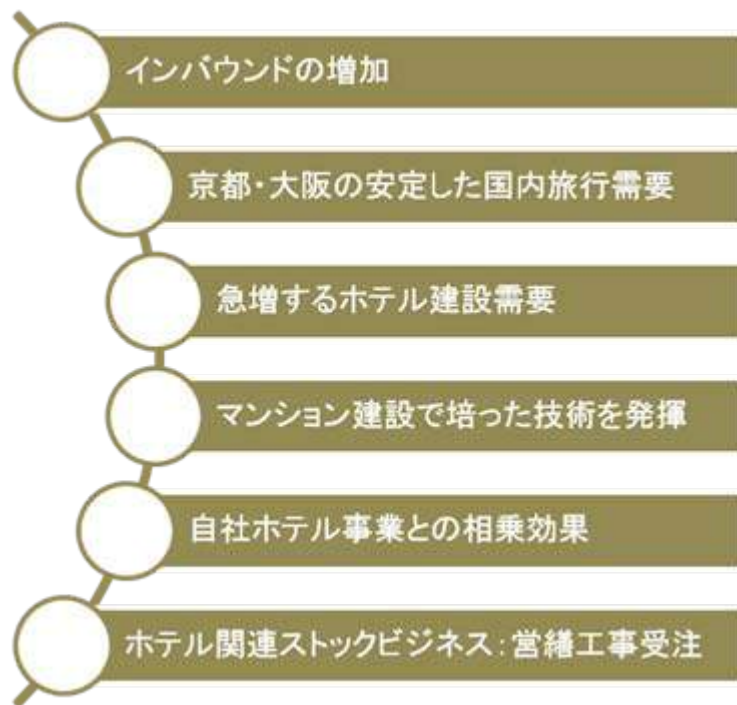 インバウンドの増加
京都・大阪の安定した国内旅行需要
急増するホテル建設需要
マンション建設で培った技術を発揮
自社ホテル事業との相乗効果
ホテル関連ストックビジネス：営繕工事受注